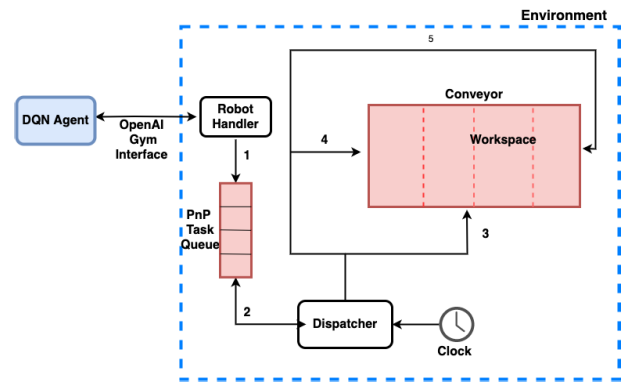 Environment
5
Conveyor
DQN Agent
OpenAI
Gym
Interface
Robot
Handler
4
Workspace
1
PnP
Task
Queue
3
2
Dispatcher
Clock